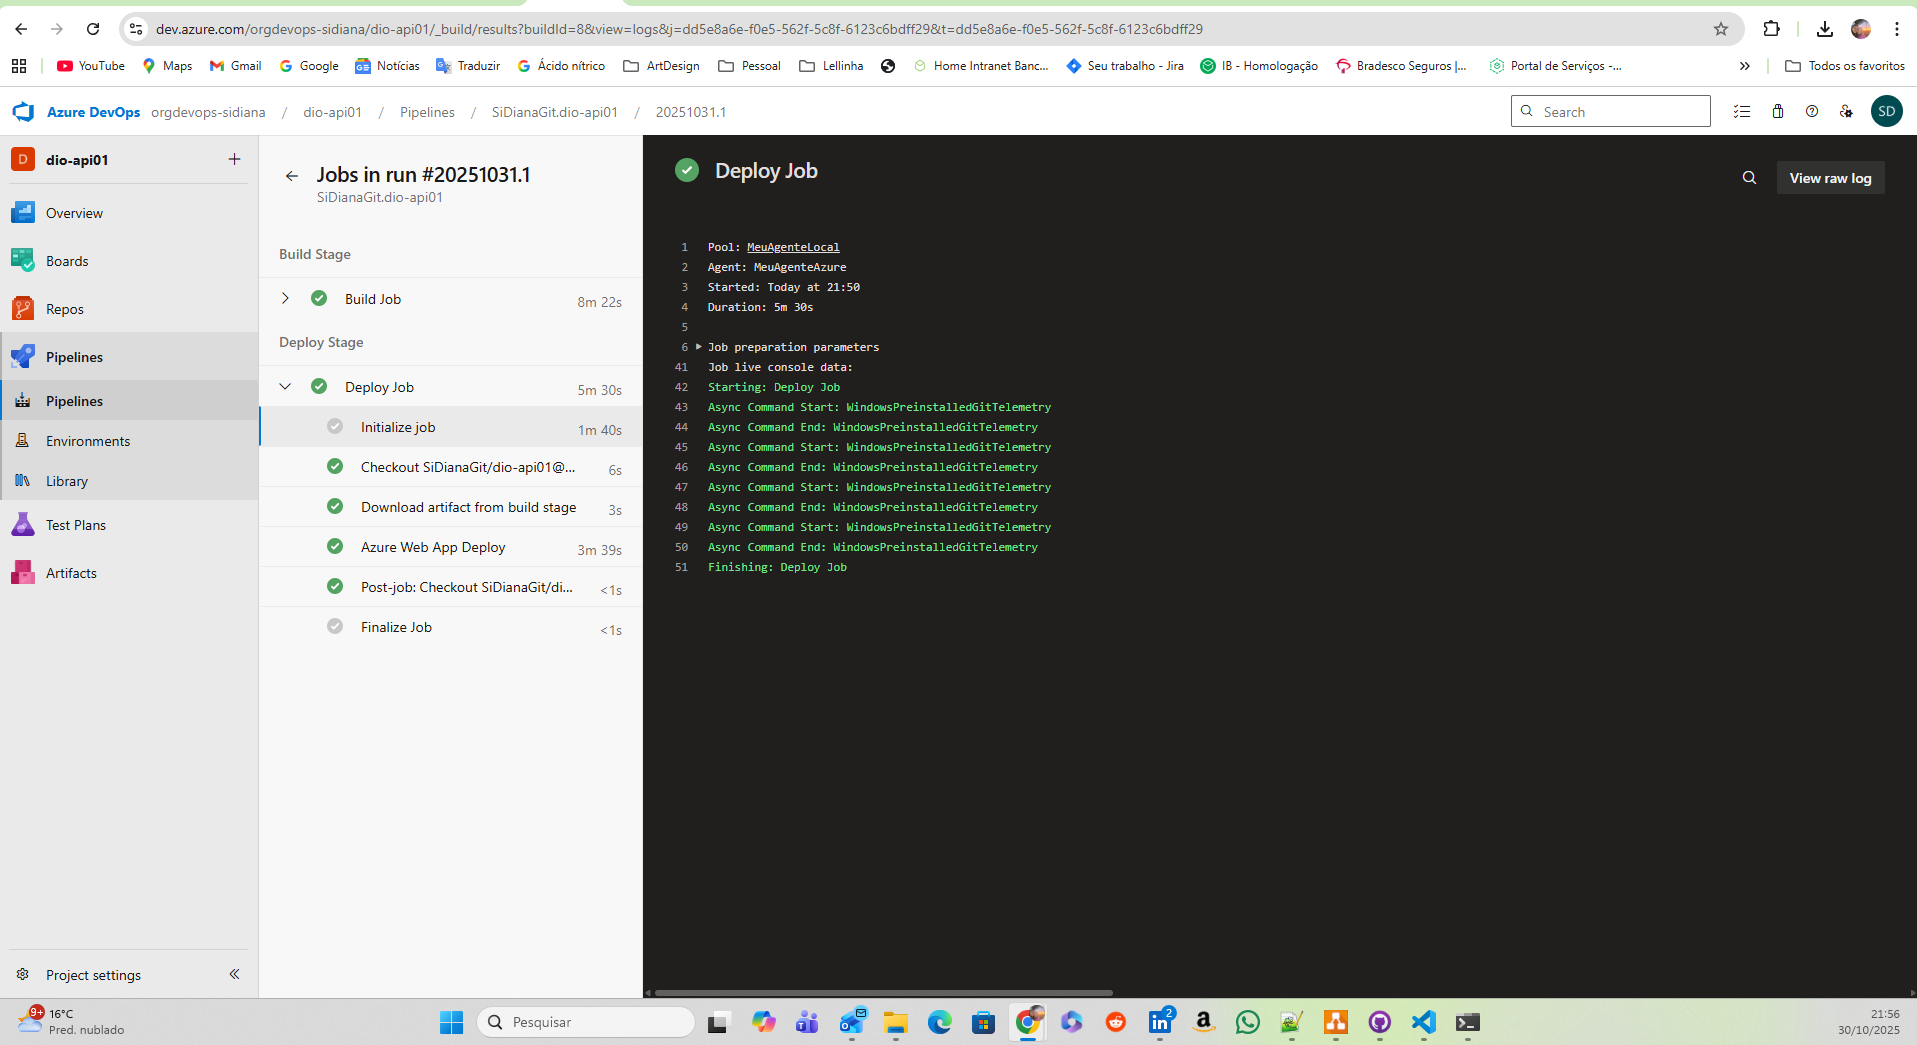 dev.azure.com/orgdevops-sidiana/dio-api01/_build/results?buildId=8&view=logs&j=dd5e8a6e-f0e5-562f-5c8f-6123c6bdff29&t=dd5e8a6e-f0e5-562f-5c8f-6123c6bdff29
YouTube Maps Gmail Google Notícias Traduzir Ácido nítrico ArtDesign Pessoal Lellinha Home Intranet Banc... Seu trabalho - Jira IB - Homologação Bradesco Seguros |... Portal de Serviços -... Todos os favoritos
Azure DevOps orgdevops-sidiana / dio-api01 / Pipelines / SiDianaGit.dio-api01 / 20251031.1 Search SD
D dio-api01
Overview
Boards
Repos
Pipelines
Pipelines
Environments
Library
Test Plans
Artifacts
Project settings
Jobs in run #20251031.1
SiDianaGit.dio-api01
Build Stage
Build Job 8m 22s
Deploy Stage
Deploy Job 5m 30s
Initialize job 1m 40s
Checkout SiDianaGit/dio-api01@... 6s
Download artifact from build stage 3s
Azure Web App Deploy 3m 39s
Post-job: Checkout SiDianaGit/di... <1s
Finalize Job <1s
Deploy Job
View raw log
1 Pool: MeuAgenteLocal
2 Agent: MeuAgenteAzure
3 Started: Today at 21:50
4 Duration: 5m 30s
5
6 Job preparation parameters
41 Job live console data:
42 Starting: Deploy Job
43 Async Command Start: WindowsPreinstalledGitTelemetry
44 Async Command End: WindowsPreinstalledGitTelemetry
45 Async Command Start: WindowsPreinstalledGitTelemetry
46 Async Command End: WindowsPreinstalledGitTelemetry
47 Async Command Start: WindowsPreinstalledGitTelemetry
48 Async Command End: WindowsPreinstalledGitTelemetry
49 Async Command Start: WindowsPreinstalledGitTelemetry
50 Async Command End: WindowsPreinstalledGitTelemetry
51 Finishing: Deploy Job
9+ 16°C
Pred. nublado
Pesquisar
2
21:56
30/10/2025